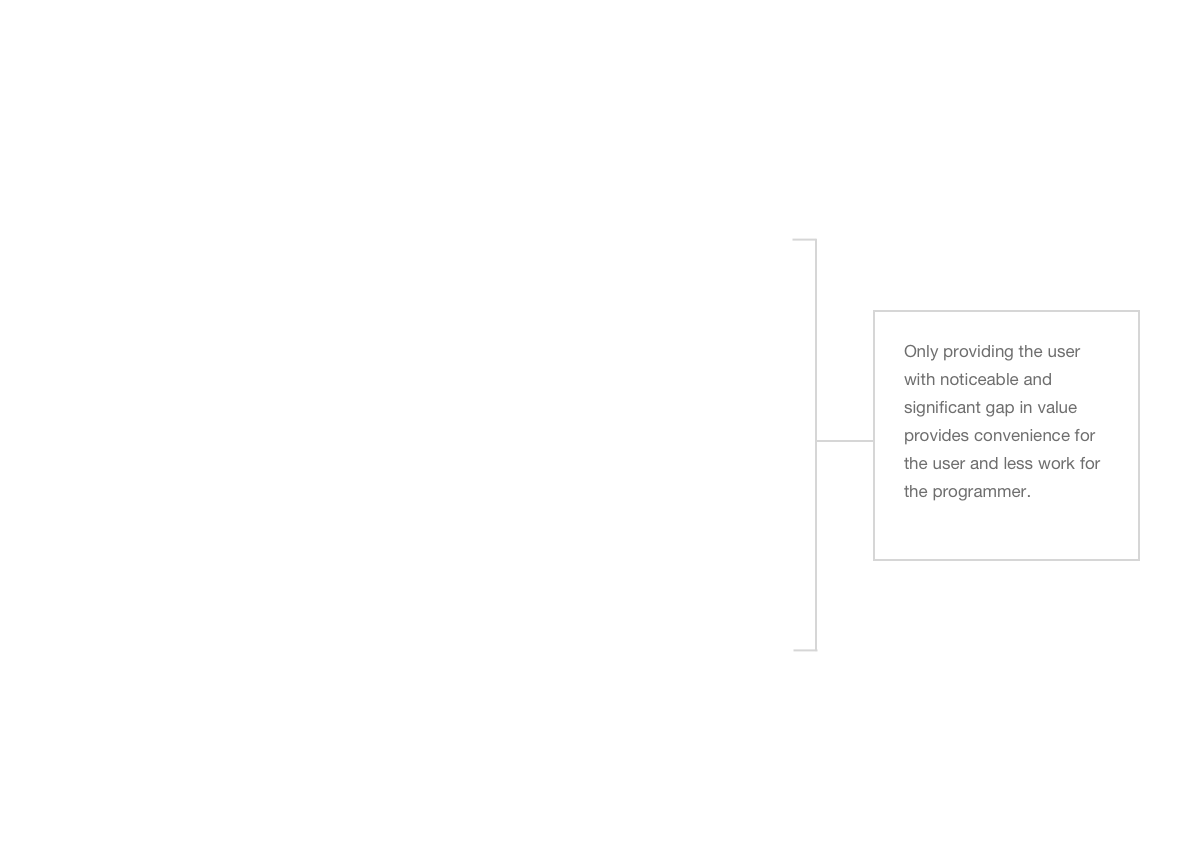 Only providing the user
with noticeable and
significant gap in value
provides convenience for
the user and less work for
the programmer.